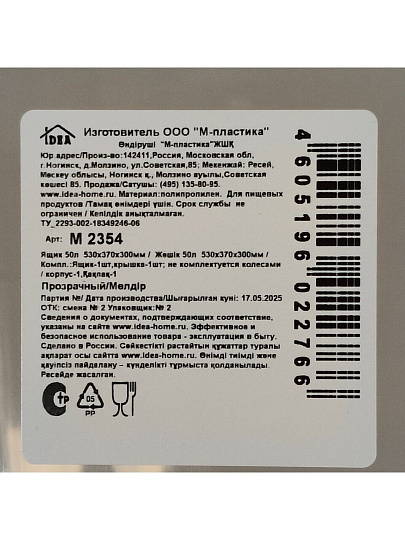 IDEA
Изготовитель ООО "М-пластика"
Өндіруші "М-пластика"ЖШҚ
Юр адрес/Произ-во:142411,Россия, Московская обл,
г.Ногинск, д.Молзино, ул.Советская,85; Мекенжай: Ресей,
Мәскеу облысы, Ногинск қ., Молзино ауылы,Советская
көшесі 85. Продажа/Сатушы: (495) 135-80-95.
Материал:полипропилен. Для пищевых
продуктов /Тамақ өнімдері үшін. Срок службы не
ограничен / Кепілдік анықталмаған.
ТУ_2293-002-18349246-06
Арт: М 2354
Ящик 50л 530х370х300мм / Жәшік 50л 530х370х300мм /
Компл.:Ящик-1шт,крышка-1шт; не комплектуется колесами
/ корпус-1,Қақпақ-1
Прозрачный/Мөлдір
Партия №/ Дата производства/Шығарылған күні: 17.05.2025
ОТК: смена № 2 Упаковщик:№ 2
Сведения о документах, подтверждающих соответствие,
указаны на сайте www.idea-home.ru. Эффективное и
безопасное использование товара - эксплуатация в быту.
Сделано в России. Сәйкестікті растайтын құжаттар туралы
ақпарат осы сайтта www.idea-home.ru. Өнімді тиімді және
қауіпсіз пайдалану – күнделікті тұрмыста қолданылады.
Ресейде жасалған.
4 605196 022766
05
PP